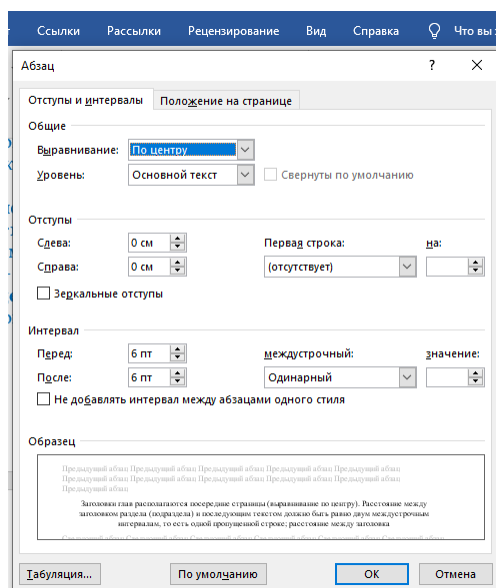 Ссылки Рассылки Рецензирование Вид Справка Что вы
Абзац ?
Отступы и интервалы Положение на странице
Общие
Выравнивание: По центру
Уровень: Основной текст Свернуты по умолчанию
Отступы
Слева: 0 см Первая строка: на:
Справа: 0 см (отсутствует)
Зеркальные отступы
Интервал
Перед: 6 пт междустрочный: значение:
После: 6 пт Одинарный
Не добавлять интервал между абзацами одного стиля
Образец
Предыдущий абзац Предыдущий абзац Предыдущий абзац Предыдущий абзац Предыдущий абзац
Предыдущий абзац Предыдущий абзац Предыдущий абзац Предыдущий абзац Предыдущий абзац
Предыдущий абзац
Заголовки глав располагаются посередине страницы (выравнивание по центру). Расстояние между
заголовком раздела (подраздела) и последующим текстом должно быть равно двум междустрочным
интервалам, то есть одной пропущенной строке; расстояние между заголовка
Табуляция... По умолчанию ОК Отмена